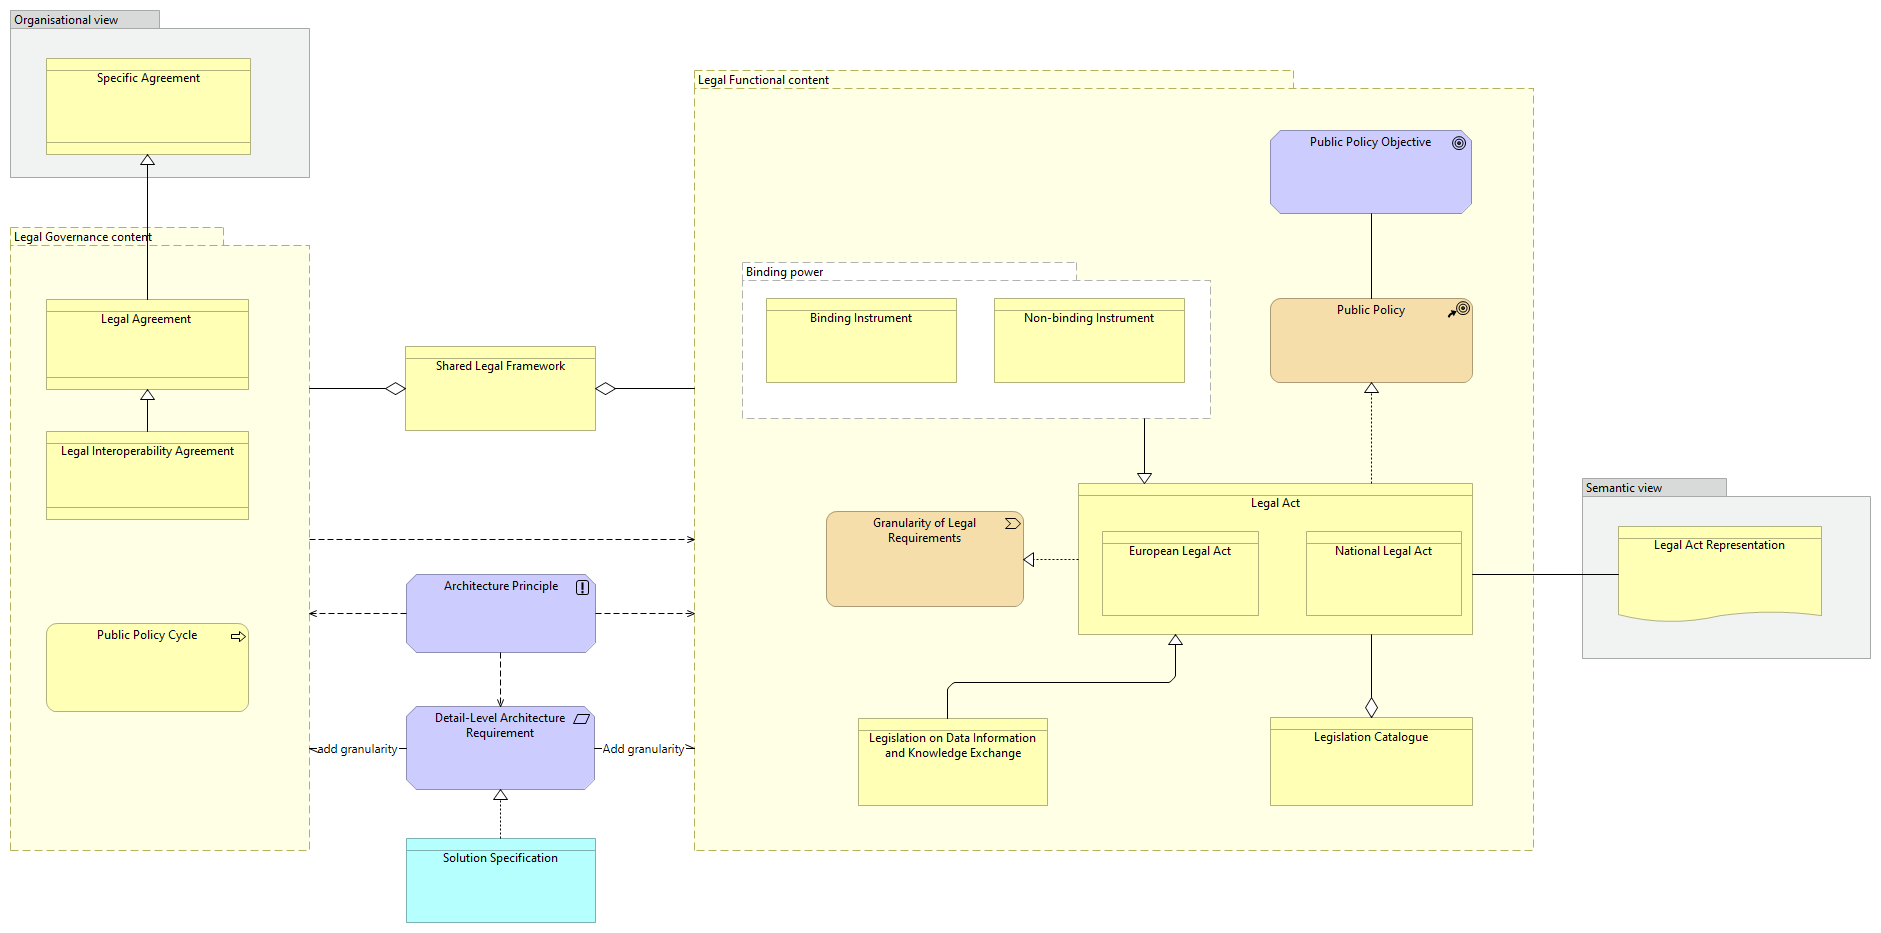 Organisational view
Specific Agreement
Legal Governance content
Legal Agreement
Legal Interoperability Agreement
Public Policy Cycle
Shared Legal Framework
Architecture Principle
Detail-Level Architecture
Requirement
add granularity
Add granularity
Solution Specification
Legal Functional content
Public Policy Objective
Binding power
Binding Instrument
Non-binding Instrument
Public Policy
Granularity of Legal
Requirements
Legal Act
European Legal Act
National Legal Act
Legislation on Data Information
and Knowledge Exchange
Legislation Catalogue
Semantic view
Legal Act Representation